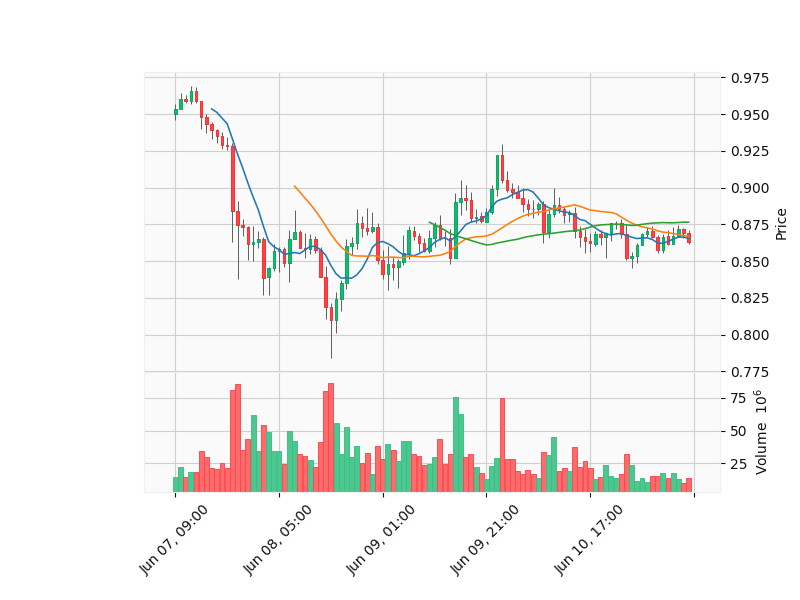 0.975
0.950
0.925
0.900
0.875
0.850
0.825
0.800
0.775
Price
75
50
25
Volume 10^6
Jun 07, 09:00
Jun 08, 05:00
Jun 09, 01:00
Jun 09, 21:00
Jun 10, 17:00